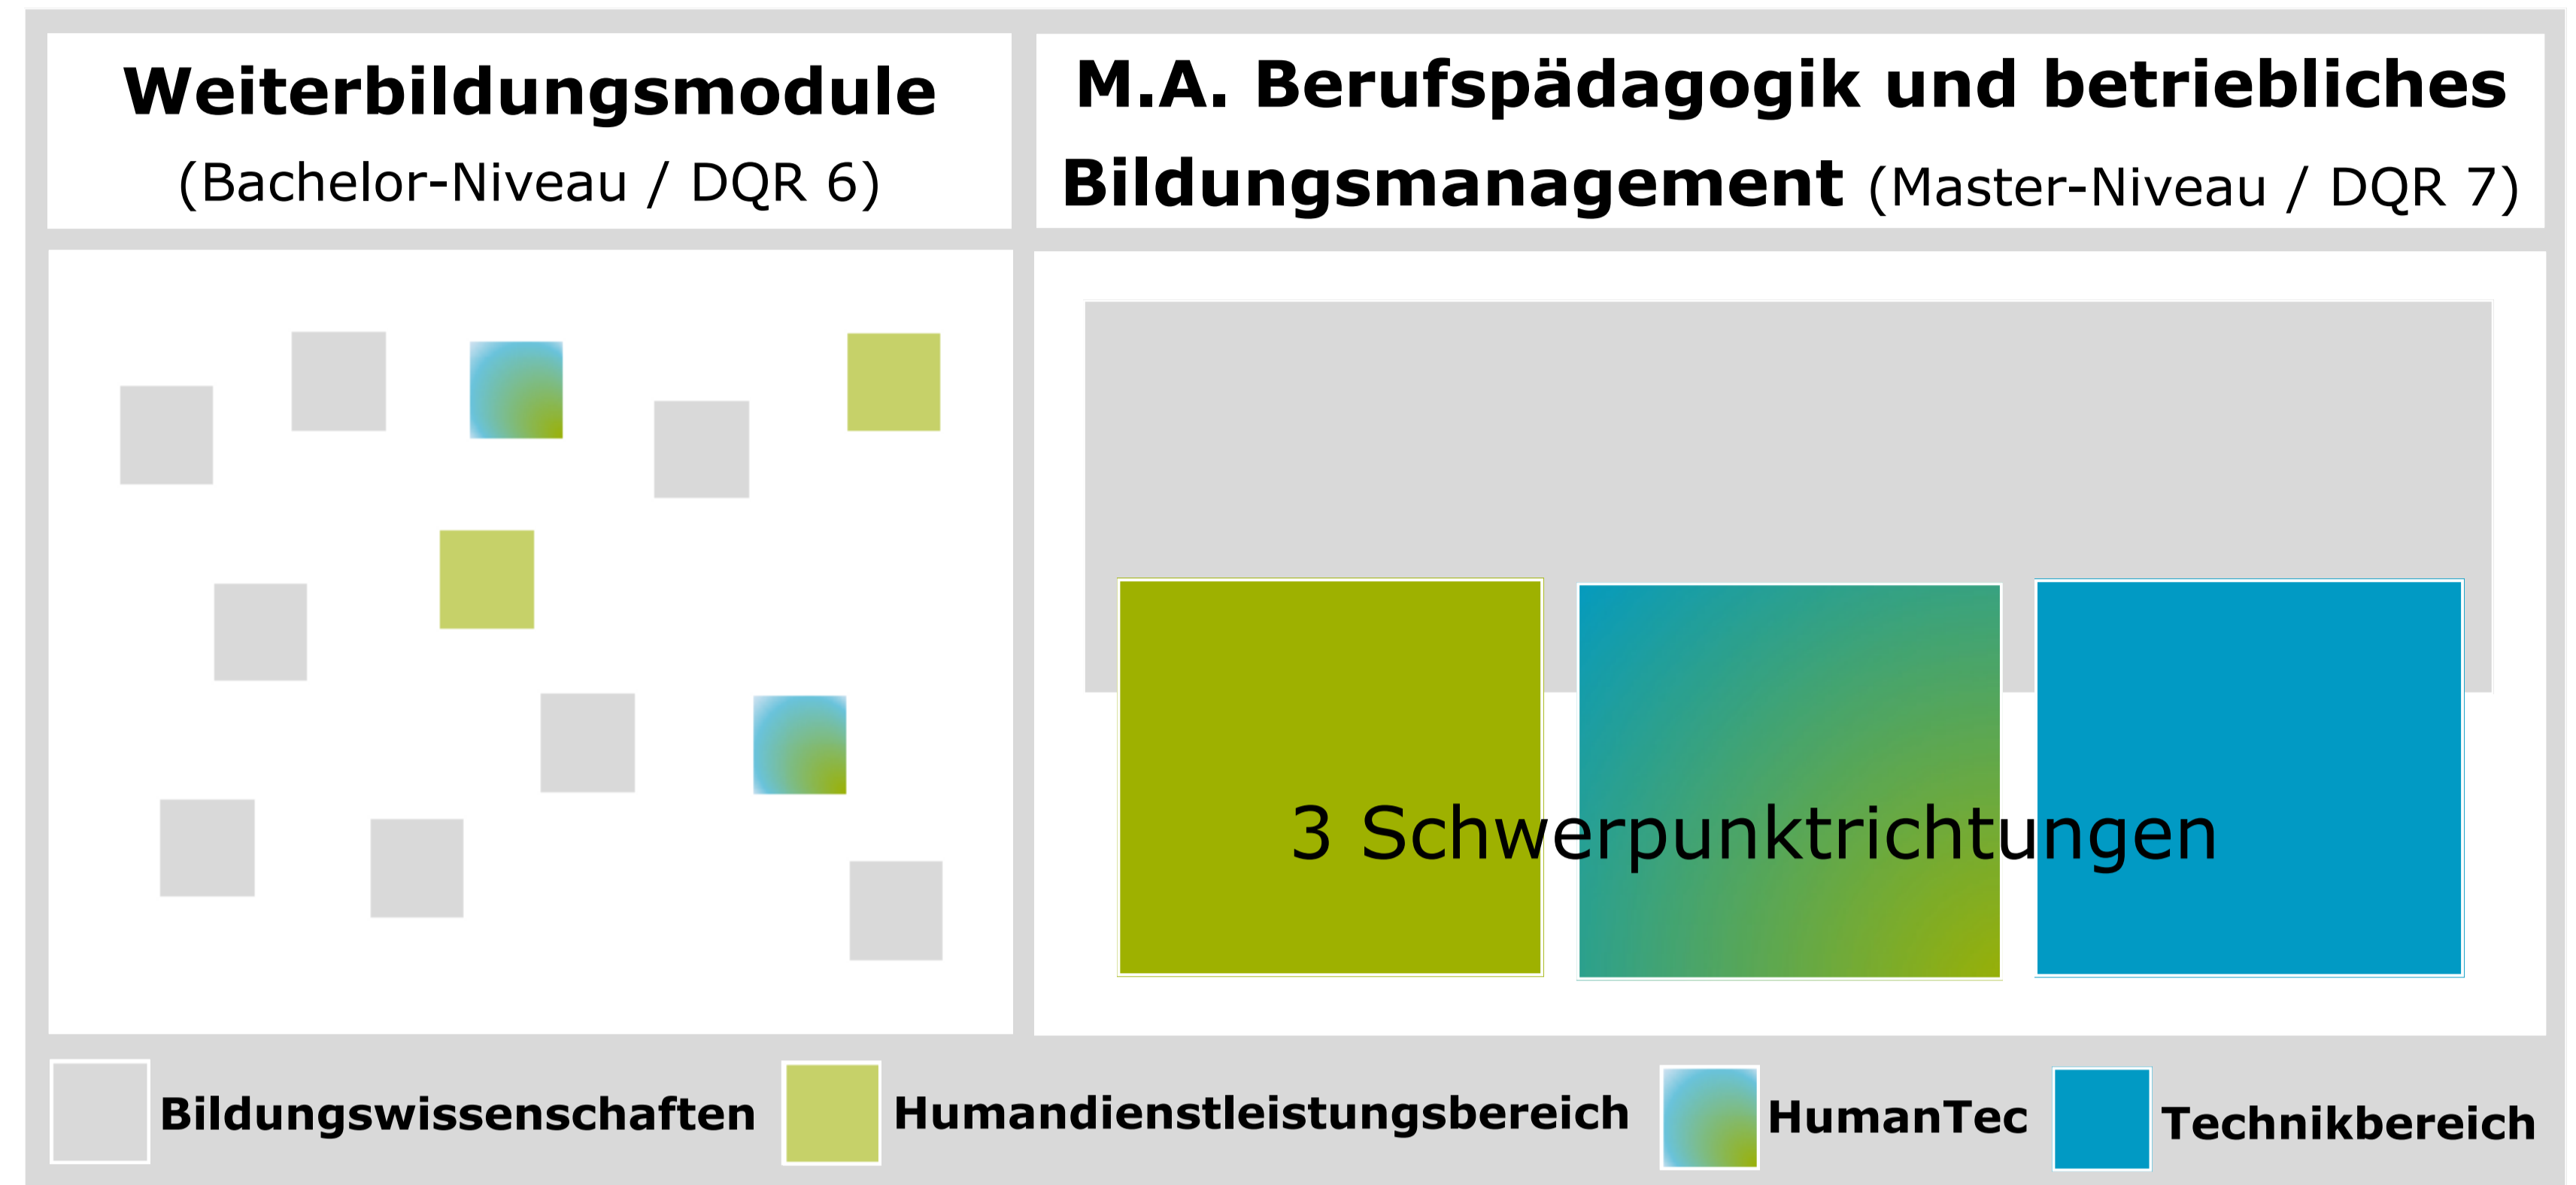 Weiterbildungsmodule
(Bachelor-Niveau / DQR 6)
M.A. Berufspädagogik und betriebliches
Bildungsmanagement (Master-Niveau / DQR 7)
3 Schwerpunktrichtungen
Bildungswissenschaften
Humandienstleistungsbereich
HumanTec
Technikbereich